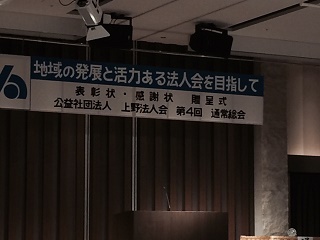 地域の発展と活力ある法人会を目指して
表彰状・感謝状 贈呈式
公益社団法人 上野法人会 第4回 通常総会